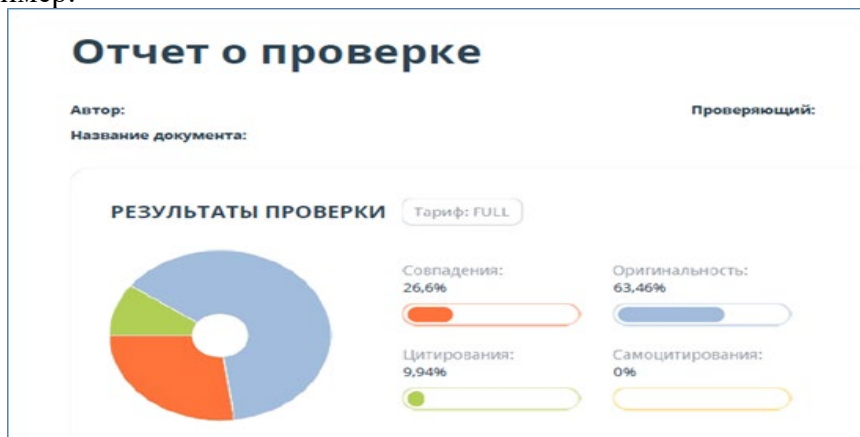 Отчет о проверке
Автор: Проверяющий:
Название документа:
РЕЗУЛЬТАТЫ ПРОВЕРКИ Тариф: FULL
Совпадения: Оригинальность:
26,6% 63,46%
Цитирования: Самоцитирования:
9,94% 0%